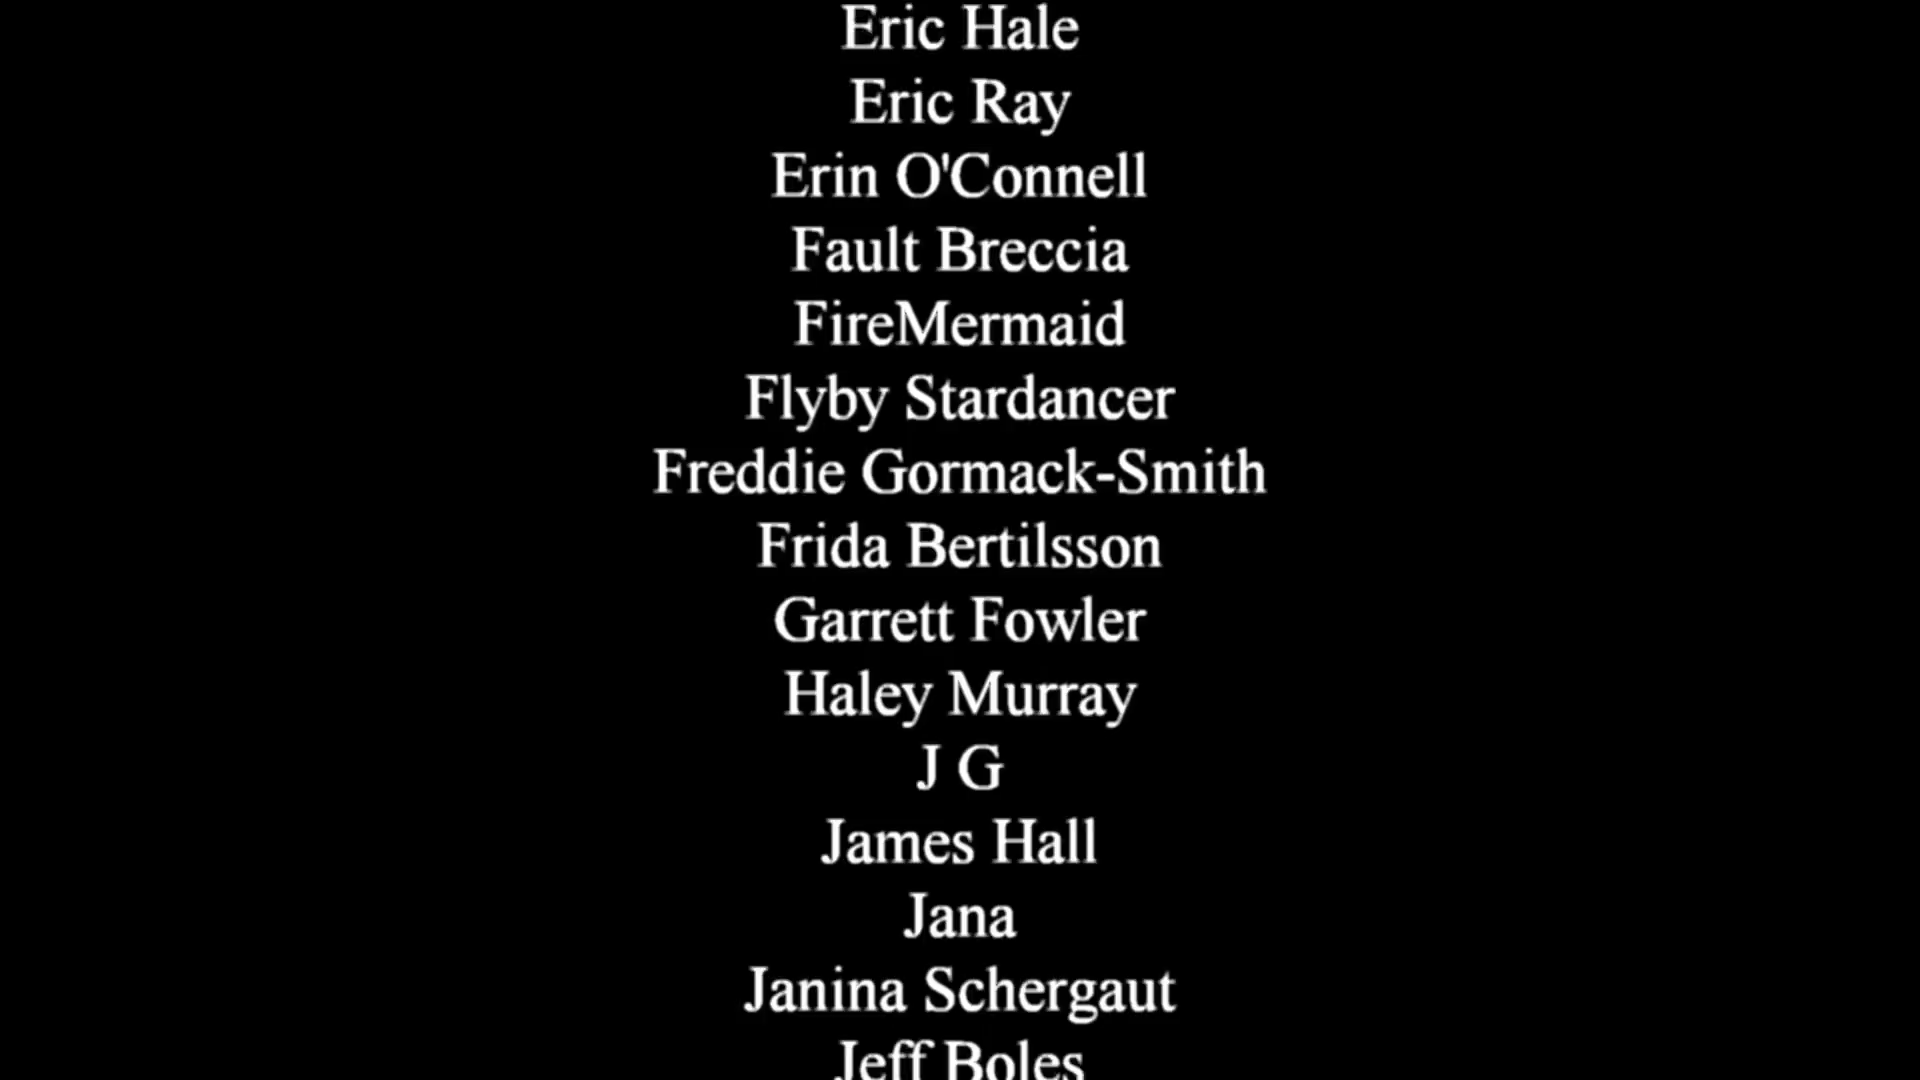 Eric Hale
Eric Ray
Erin O'Connell
Fault Breccia
FireMermaid
Flyby Stardancer
Freddie Gormack-Smith
Frida Bertilsson
Garrett Fowler
Haley Murray
J G
James Hall
Jana
Janina Schergaut
Jeff Boles